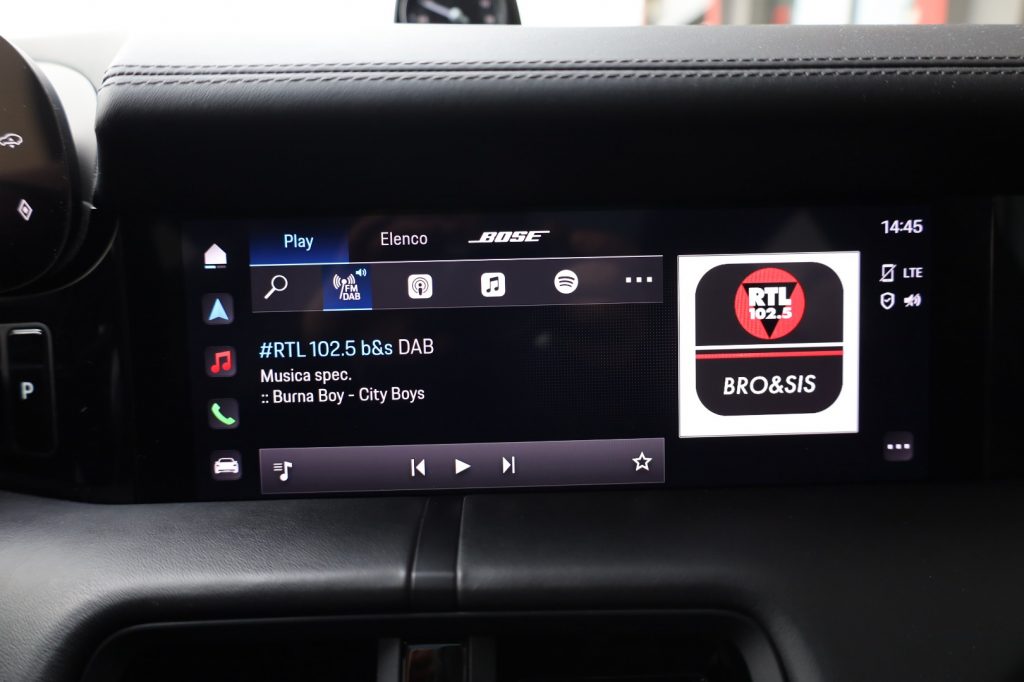 Play
Elenco
BOSE
14:45
FM
/DAB
LTE
RTL
102.5
#RTL 102.5 b&s DAB
Musica spec.
:: Burna Boy - City Boys
BRO&SIS
P